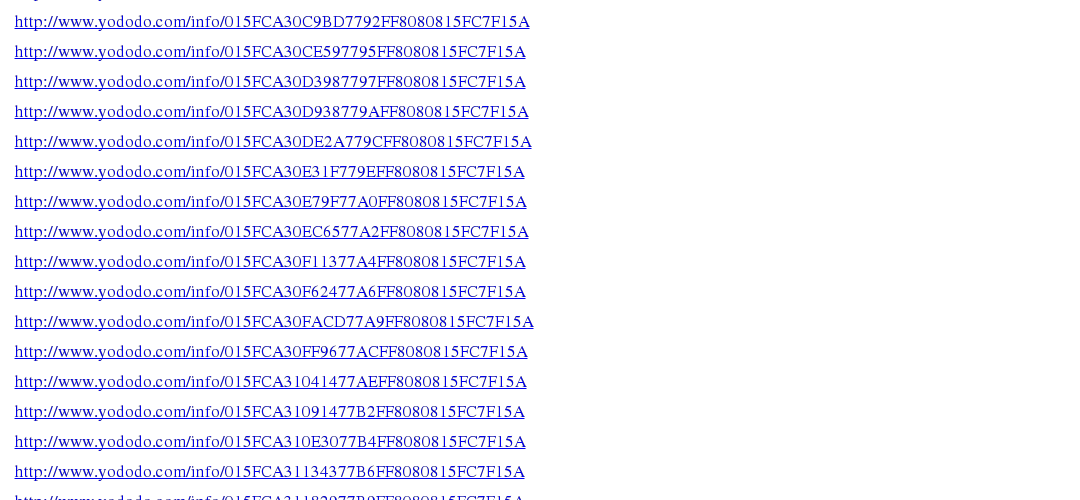 http://www.yododo.com/info/015FCA30C9BD7792FF8080815FC7F15A
http://www.yododo.com/info/015FCA30CE597795FF8080815FC7F15A
http://www.yododo.com/info/015FCA30D3987797FF8080815FC7F15A
http://www.yododo.com/info/015FCA30D938779AFF8080815FC7F15A
http://www.yododo.com/info/015FCA30DE2A779CFF8080815FC7F15A
http://www.yododo.com/info/015FCA30E31F779EFF8080815FC7F15A
http://www.yododo.com/info/015FCA30E79F77A0FF8080815FC7F15A
http://www.yododo.com/info/015FCA30EC6577A2FF8080815FC7F15A
http://www.yododo.com/info/015FCA30F11377A4FF8080815FC7F15A
http://www.yododo.com/info/015FCA30F62477A6FF8080815FC7F15A
http://www.yododo.com/info/015FCA30FACD77A9FF8080815FC7F15A
http://www.yododo.com/info/015FCA30FF9677ACFF8080815FC7F15A
http://www.yododo.com/info/015FCA31041477AEFF8080815FC7F15A
http://www.yododo.com/info/015FCA31091477B2FF8080815FC7F15A
http://www.yododo.com/info/015FCA310E3077B4FF8080815FC7F15A
http://www.yododo.com/info/015FCA31134377B6FF8080815FC7F15A